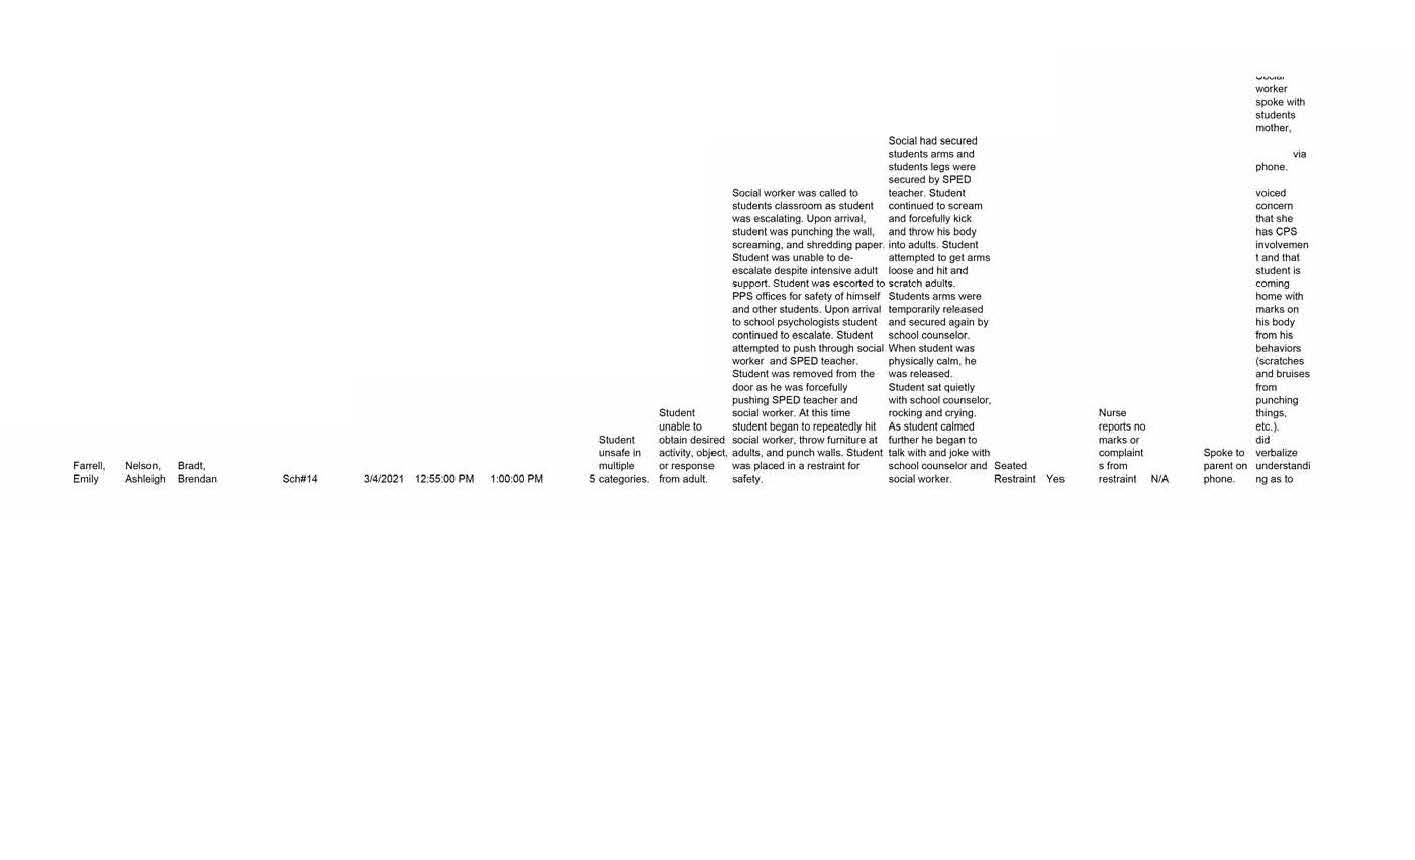 Farrell,
Emily
Nelson,
Ashleigh
Bradt,
Brendan
Sch#14
3/4/2021
12:55:00 PM
1:00:00 PM
5
Student
unsafe in
multiple
categories.
Student
unable to
obtain desired
activity, object,
or response
from adult.
Social worker was called to
students classroom as student
was escalating. Upon arrival,
student was punching the wall,
screaming, and shredding paper.
Student was unable to de-
escalate despite intensive adult
support. Student was escorted to
PPS offices for safety of himself
and other students. Upon arrival
to school psychologists student
continued to escalate. Student
attempted to push through social
worker and SPED teacher.
Student was removed from the
door as he was forcefully
pushing SPED teacher and
social worker. At this time
student began to repeatedly hit
social worker, throw furniture at
adults, and punch walls. Student
was placed in a restraint for
safety.
Social had secured
students arms and
students legs were
secured by SPED
teacher. Student
continued to scream
and forcefully kick
and throw his body
into adults. Student
attempted to get arms
loose and hit and
scratch adults.
Students arms were
temporarily released
and secured again by
school counselor.
When student was
physically calm, he
was released.
Student sat quietly
with school counselor,
rocking and crying.
As student calmed
further he began to
talk with and joke with
school counselor and
social worker.
Seated
Restraint
Yes
Nurse
reports no
marks or
complaint
s from
restraint
N/A
Spoke to
parent on
phone.
Social
worker
spoke with
students
mother,
via
phone.
voiced
concern
that she
has CPS
involvemen
t and that
student is
coming
home with
marks on
his body
from his
behaviors
(scratches
and bruises
from
punching
things,
etc.).
did
verbalize
understandi
ng as to